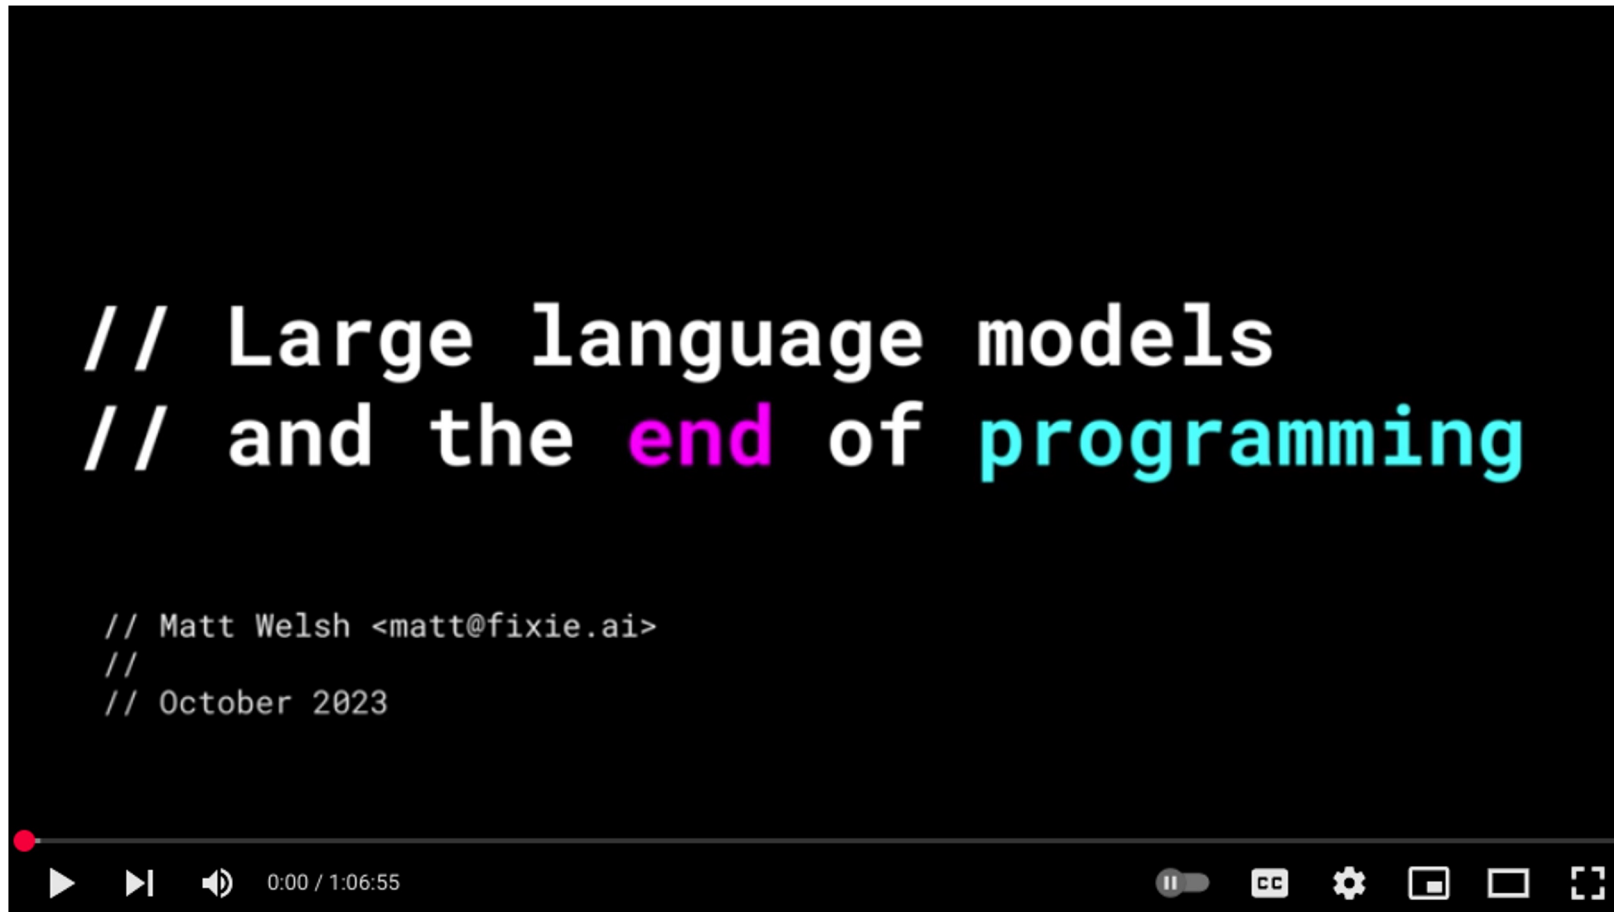 // Large language models
// and the end of programming
// Matt Welsh <matt@fixie.ai>
//
// October 2023
0:00 / 1:06:55
CC